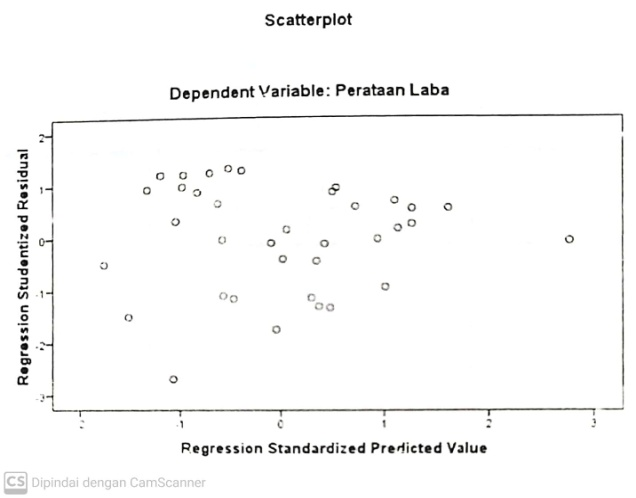 Scatterplot
Dependent Variable: Perataan Laba
Regression Studentized Residual
2
1
0
-1
-2
-3
-1
0
1
2
3
Regression Standardized Predicted Value
CS Dipindai dengan CamScanner